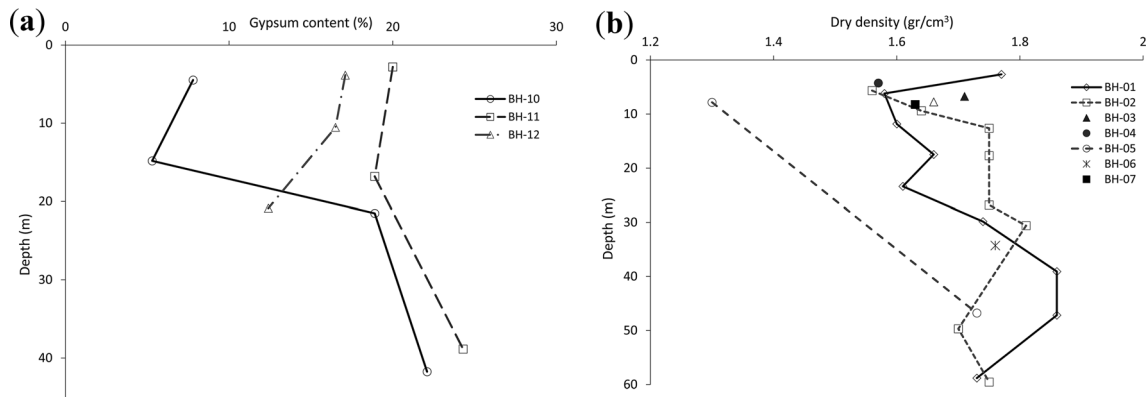 (a)
Gypsum content (%)
0 10 20 30
0
10
20
30
40
Depth (m)
BH-10
BH-11
BH-12
(b)
Dry density (gr/cm³)
1.2 1.4 1.6 1.8 2
0
10
20
30
40
50
60
Depth (m)
BH-01
BH-02
BH-03
BH-04
BH-05
BH-06
BH-07